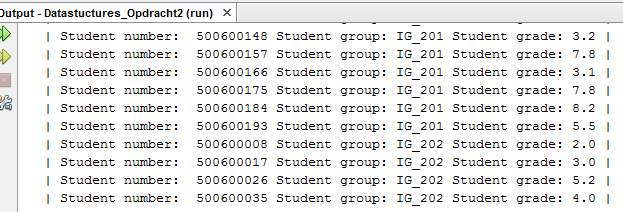 Output - Datastuctures_Opdracht2 (run) ×
| Student number:  500600148 Student group: IG_201 Student grade: 3.2 |
| Student number:  500600157 Student group: IG_201 Student grade: 7.8 |
| Student number:  500600166 Student group: IG_201 Student grade: 3.1 |
| Student number:  500600175 Student group: IG_201 Student grade: 7.8 |
| Student number:  500600184 Student group: IG_201 Student grade: 8.2 |
| Student number:  500600193 Student group: IG_201 Student grade: 5.5 |
| Student number:  500600008 Student group: IG_202 Student grade: 2.0 |
| Student number:  500600017 Student group: IG_202 Student grade: 3.0 |
| Student number:  500600026 Student group: IG_202 Student grade: 5.2 |
| Student number:  500600035 Student group: IG_202 Student grade: 4.0 |